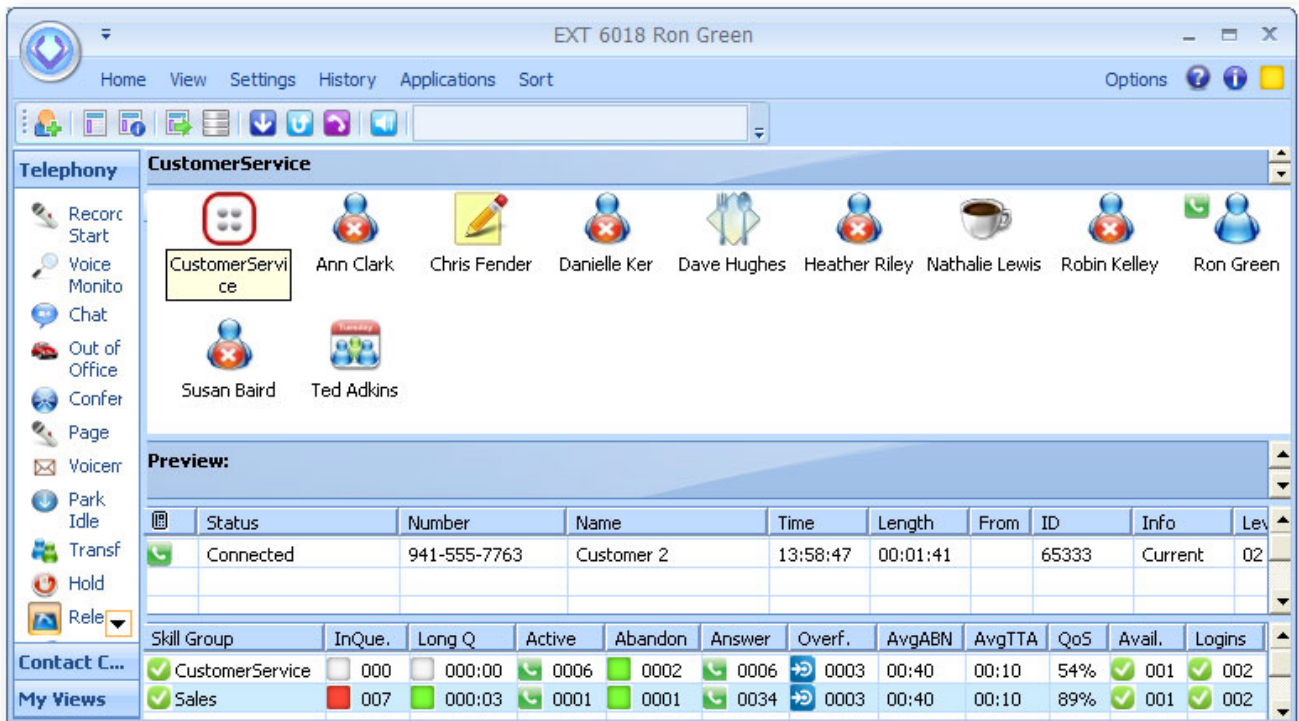 EXT 6018 Ron Green
Home View Settings History Applications Sort Options
Telephony
Recorc
Start
Voice
Monito
Chat
Out of
Office
Confer
Page
Voicem
Park
Idle
Transf
Hold
Rele
Contact C...
My Views
CustomerService
CustomerServi
ce
Ann Clark
Chris Fender
Danielle Ker
Dave Hughes
Heather Riley
Nathalie Lewis
Robin Kelley
Ron Green
Tuesday
Susan Baird
Ted Adkins
Preview:
Status Number Name Time Length From ID Info Lev
Connected 941-555-7763 Customer 2 13:58:47 00:01:41 65333 Current 02
Skill Group InQue. Long Q Active Abandon Answer Overf. AvgABN AvgTTA QoS Avail. Logins
CustomerService 000 000:00 0006 0002 0006 0003 00:40 00:10 54% 001 002
Sales 007 000:03 0001 0001 0034 0003 00:40 00:10 89% 001 002